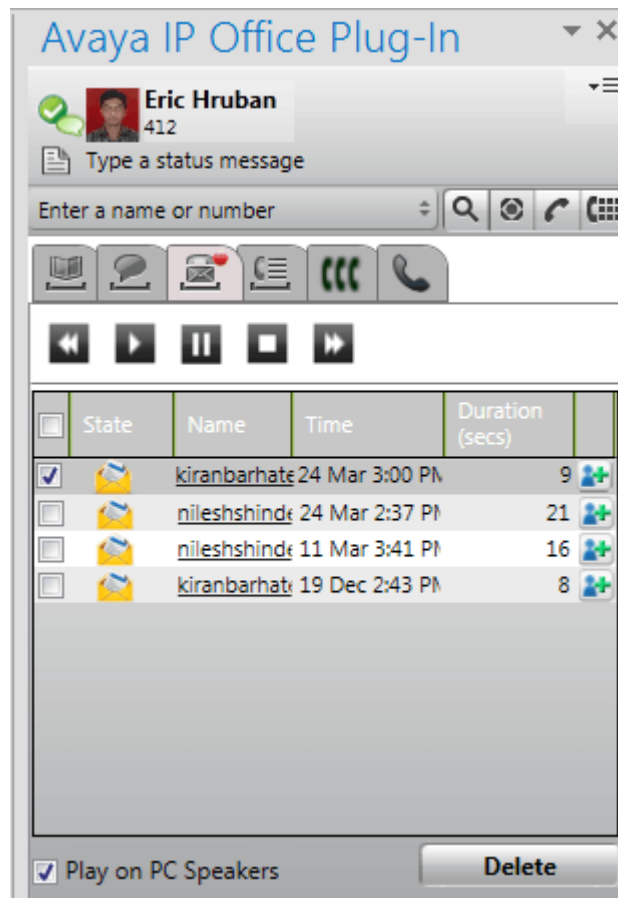 Avaya IP Office Plug-In
Eric Hruban
412
Type a status message
Enter a name or number
State Name Time Duration (secs)
kiranbarhate 24 Mar 3:00 PM 9
nileshshinde 24 Mar 2:37 PM 21
nileshshinde 11 Mar 3:41 PM 16
kiranbarhate 19 Dec 2:43 PM 8
Play on PC Speakers Delete